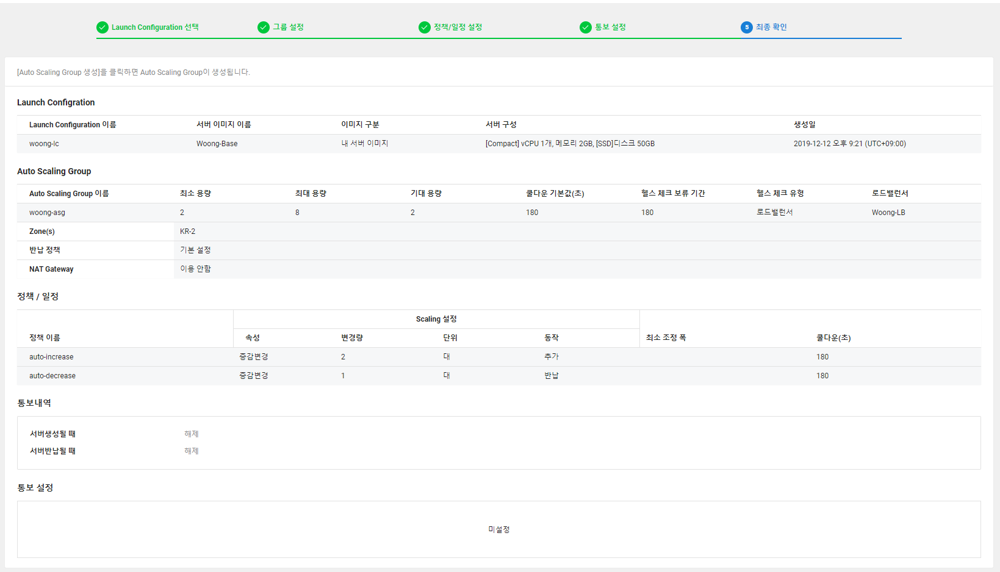 Launch Configuration 선택 그룹 설정 정책/일정 설정 통보 설정 5 최종 확인
[Auto Scaling Group 생성]을 클릭하면 Auto Scaling Group이 생성됩니다.
Launch Configration
Launch Configuration 이름 서버 이미지 이름 이미지 구분 서버 구성 생성일
woong-lc Woong-Base 내 서버 이미지 [Compact] vCPU 1개, 메모리 2GB, [SSD]디스크 50GB 2019-12-12 오후 9:21 (UTC+09:00)
Auto Scaling Group
Auto Scaling Group 이름 최소 용량 최대 용량 기대 용량 쿨다운 기본값(초) 헬스 체크 보류 기간 헬스 체크 유형 로드밸런서
woong-asg 2 8 2 180 180 로드밸런서 Woong-LB
Zone(s) KR-2
반납 정책 기본 설정
NAT Gateway 이용 안함
정책 / 일정
Scaling 설정
정책 이름 속성 변경량 단위 동작 최소 조정 폭 쿨다운(초)
auto-increase 증감변경 2 대 추가 180
auto-decrease 증감변경 1 대 반납 180
통보내역
서버생성될 때 해제
서버반납될 때 해제
통보 설정
미설정